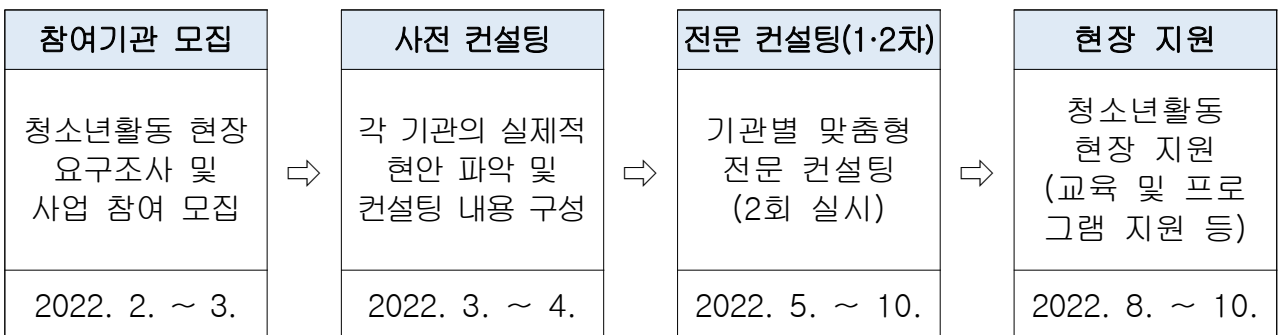 참여기관 모집
청소년활동 현장
요구조사 및
사업 참여 모집
2022. 2. ~ 3.
⇨
사전 컨설팅
각 기관의 실제적
현안 파악 및
컨설팅 내용 구성
2022. 3. ~ 4.
⇨
전문 컨설팅(1·2차)
기관별 맞춤형
전문 컨설팅
(2회 실시)
2022. 5. ~ 10.
⇨
현장 지원
청소년활동
현장 지원
(교육 및 프로
그램 지원 등)
2022. 8. ~ 10.